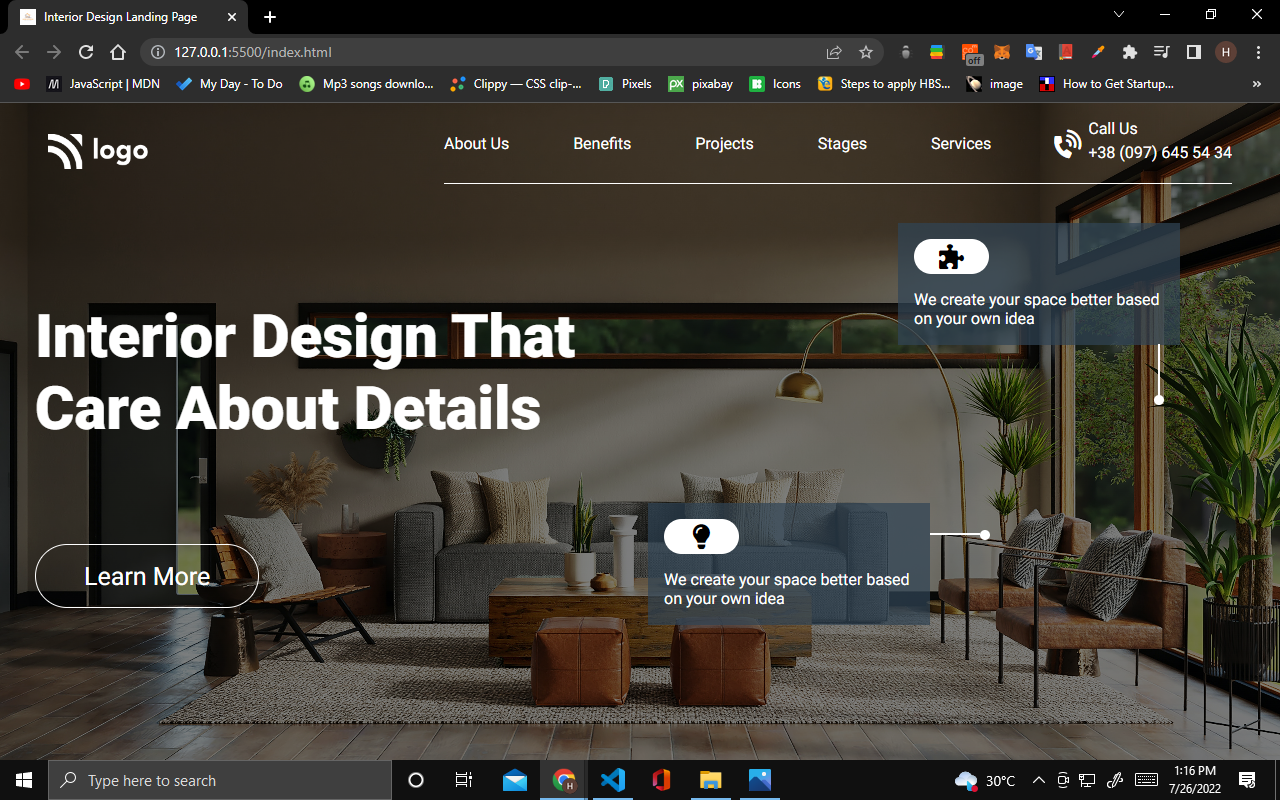 Interior Design Landing Page
127.0.0.1:5500/index.html
off
H
JavaScript | MDN
My Day - To Do
Mp3 songs downlo...
Clippy — CSS clip-...
Pixels
px
pixabay
Icons
Steps to apply HBS...
image
How to Get Startup...
»
logo
About Us
Benefits
Projects
Stages
Services
Call Us
+38 (097) 645 54 34
We create your space better based
on your own idea
Interior Design That
Care About Details
We create your space better based
on your own idea
Learn More
Type here to search
H
30°C
1:16 PM
7/26/2022